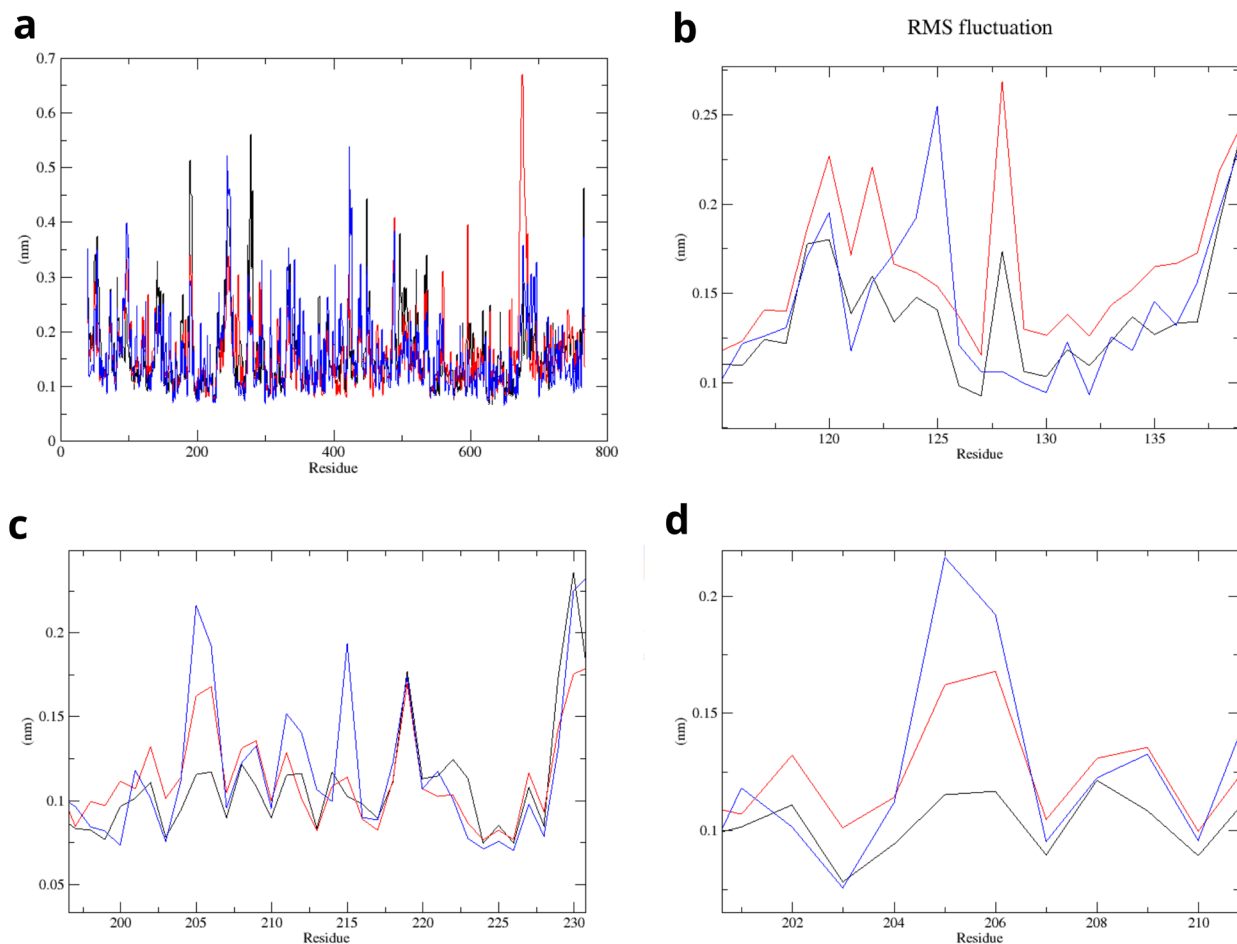 a
0.7
0.6
0.5
0.4
0.3
0.2
0.1
0
(nm)
0 200 400 600 800
Residue
b
RMS fluctuation
0.25
0.2
0.15
0.1
(nm)
120 125 130 135
Residue
c
0.2
0.15
0.1
0.05
(nm)
200 205 210 215 220 225 230
Residue
d
0.2
0.15
0.1
(nm)
202 204 206 208 210
Residue